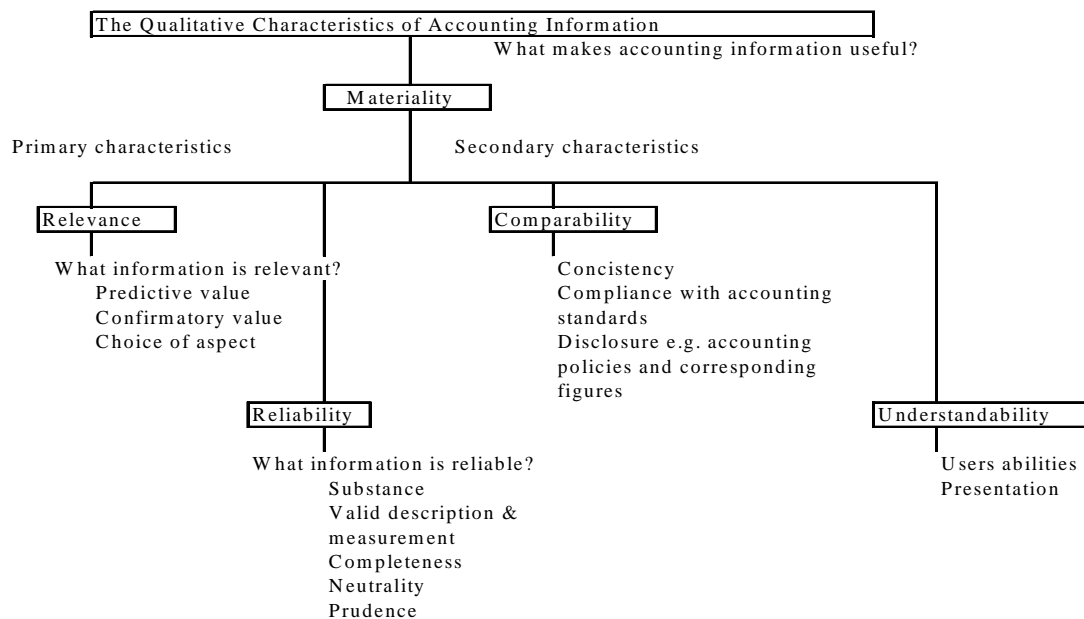 The Qualitative Characteristics of Accounting Information
What makes accounting information useful?
Materiality
Primary characteristics
Secondary characteristics
Relevance
What information is relevant?
Predictive value
Confirmatory value
Choice of aspect
Comparability
Concistency
Compliance with accounting
standards
Disclosure e.g. accounting
policies and corresponding
figures
Reliability
What information is reliable?
Substance
Valid description &
measurement
Completeness
Neutrality
Prudence
Understandability
Users abilities
Presentation